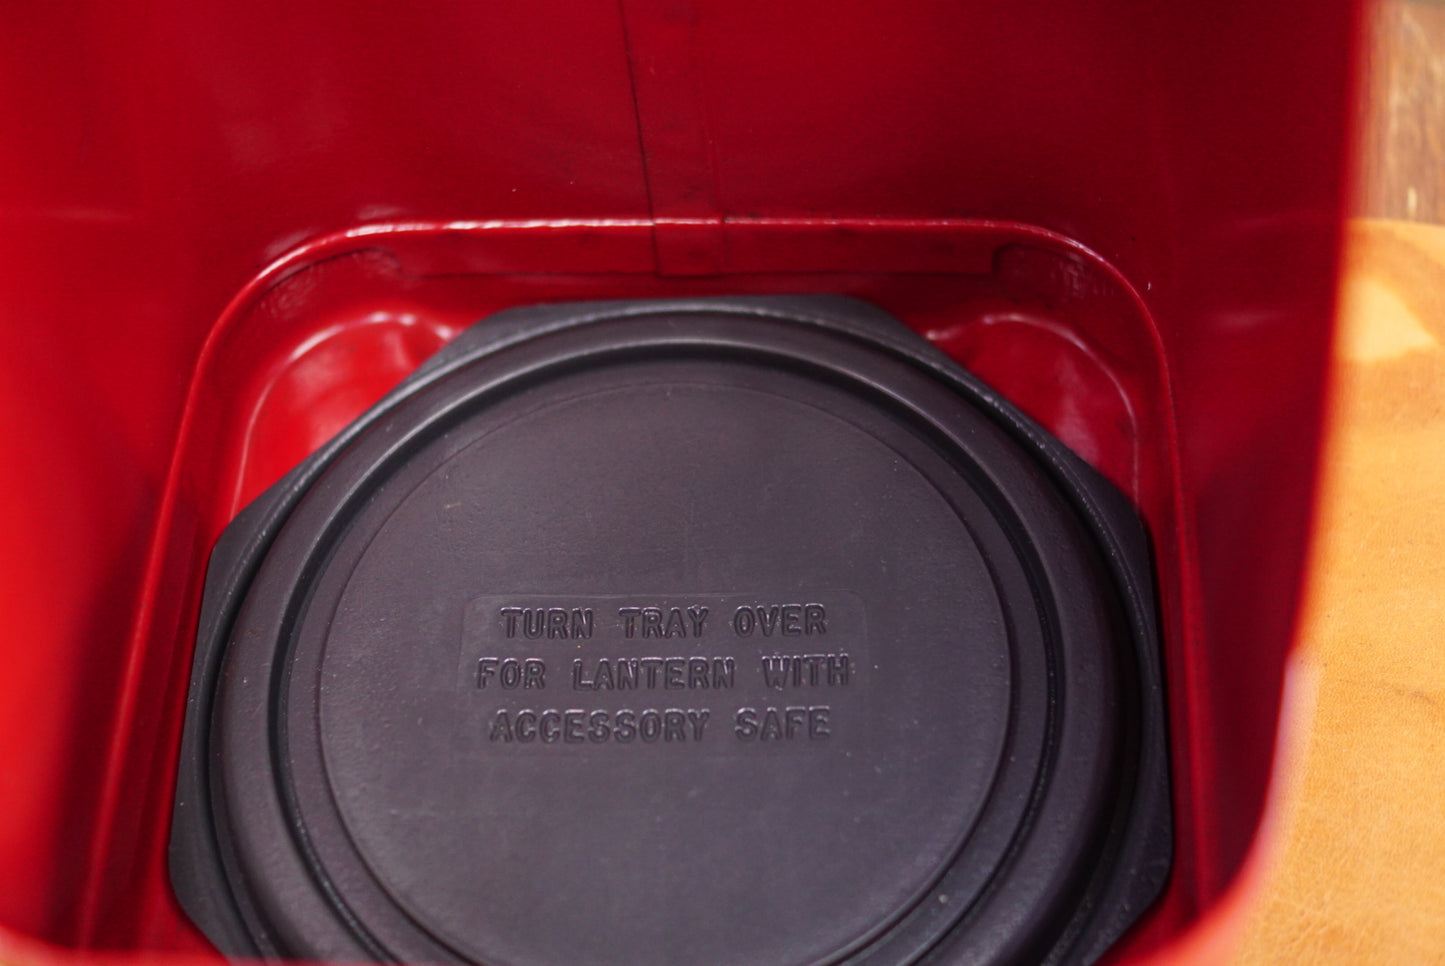 TURN TRAY OVER
FOR LANTERN WITH
ACCESSORY SAFE